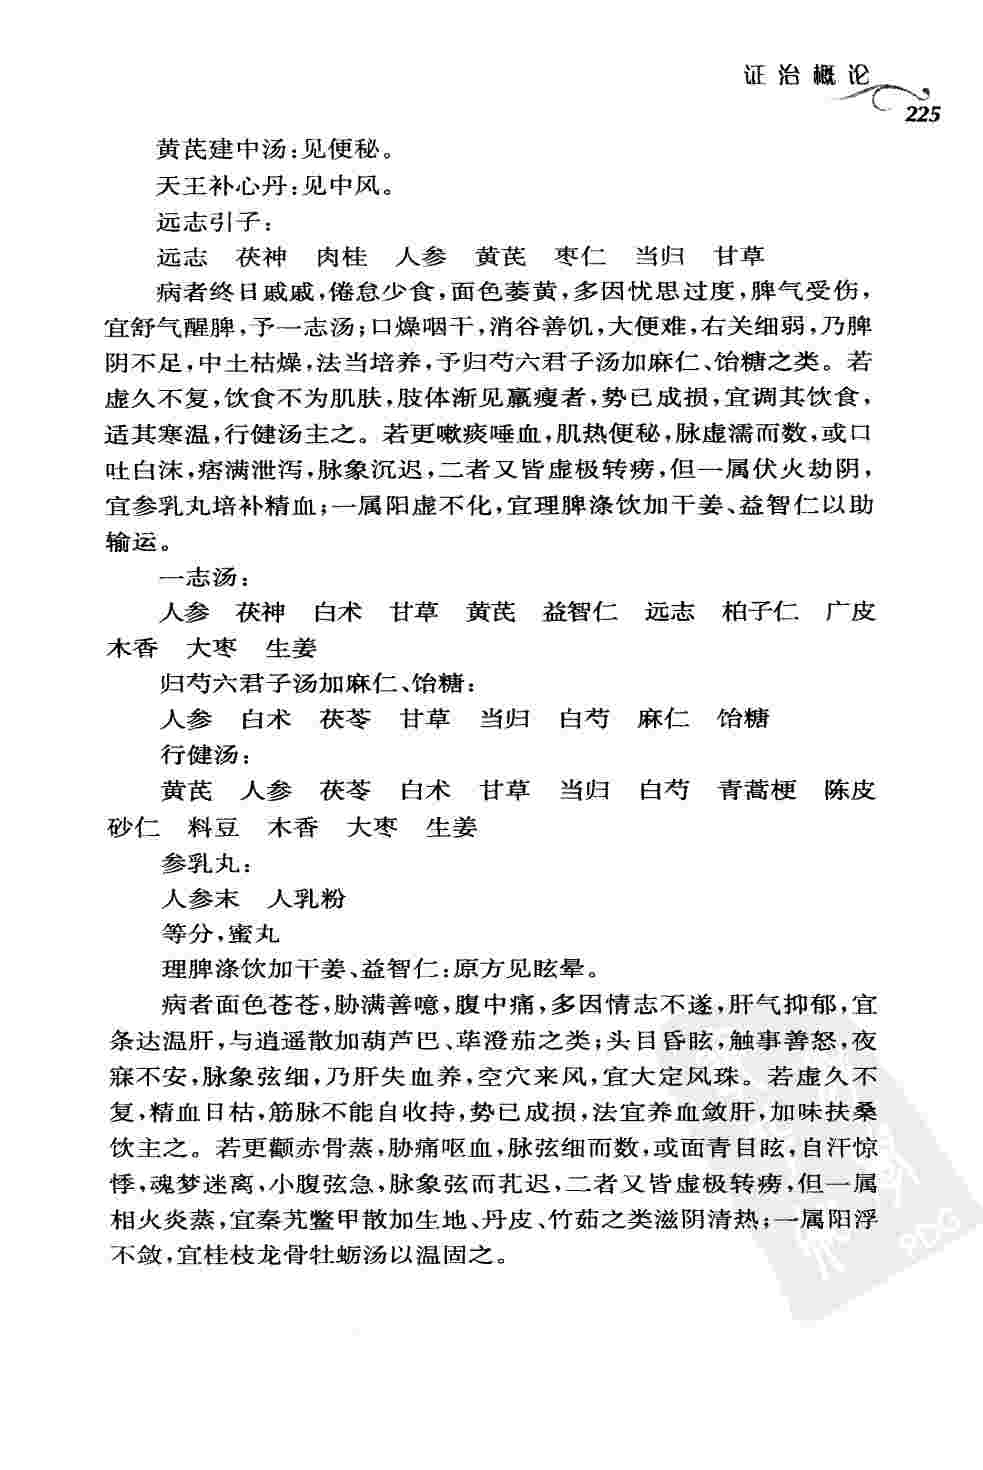 证治概论
225
黄芪建中汤:见便秘。
天王补心丹:见中风。
远志引子:
远志 茯神 肉桂 人参 黄芪 枣仁 当归 甘草
病者终日戚戚,倦怠少食,面色萎黄,多因忧思过度,脾气受伤,
宜舒气醒脾,予一志汤;口燥咽干,消谷善饥,大便难,右关细弱,乃脾
阴不足,中土枯燥,法当培养,予归芍六君子汤加麻仁、饴糖之类。若
虚久不复,饮食不为肌肤,肢体渐见羸瘦者,势已成损,宜调其饮食,
适其寒温,行健汤主之。若更嗽痰唾血,肌热便秘,脉虚濡而数,或口
吐白沫,痞满泄泻,脉象沉迟,二者又皆虚极转痨,但一属伏火劫阴,
宜参乳丸培补精血;一属阳虚不化,宜理脾涤饮加干姜、益智仁以助
输运。
一志汤:
人参 茯神 白术 甘草 黄芪 益智仁 远志 柏子仁 广皮
木香 大枣 生姜
归芍六君子汤加麻仁、饴糖:
人参 白术 茯苓 甘草 当归 白芍 麻仁 饴糖
行健汤:
黄芪 人参 茯苓 白术 甘草 当归 白芍 青蒿梗 陈皮
砂仁 料豆 木香 大枣 生姜
参乳丸:
人参末 人乳粉
等分,蜜丸
理脾涤饮加干姜、益智仁:原方见眩晕。
病者面色苍苍,胁满善噫,腹中痛,多因情志不遂,肝气抑郁,宜
条达温肝,与逍遥散加葫芦巴、荜澄茄之类;头目昏眩,触事善怒,夜
寐不安,脉象弦细,乃肝失血养,空穴来风,宜大定风珠。若虚久不
复,精血日枯,筋脉不能自收持,势已成损,法宜养血敛肝,加味扶桑
饮主之。若更颧赤骨蒸,胁痛呕血,脉弦细而数,或面青目眩,自汗惊
悸,魂梦迷离,小腹弦急,脉象弦而芤迟,二者又皆虚极转痨,但一属
相火炎蒸,宜秦艽鳖甲散加生地、丹皮、竹茹之类滋阴清热;一属阳浮
不敛,宜桂枝龙骨牡蛎汤以温固之。
PDG